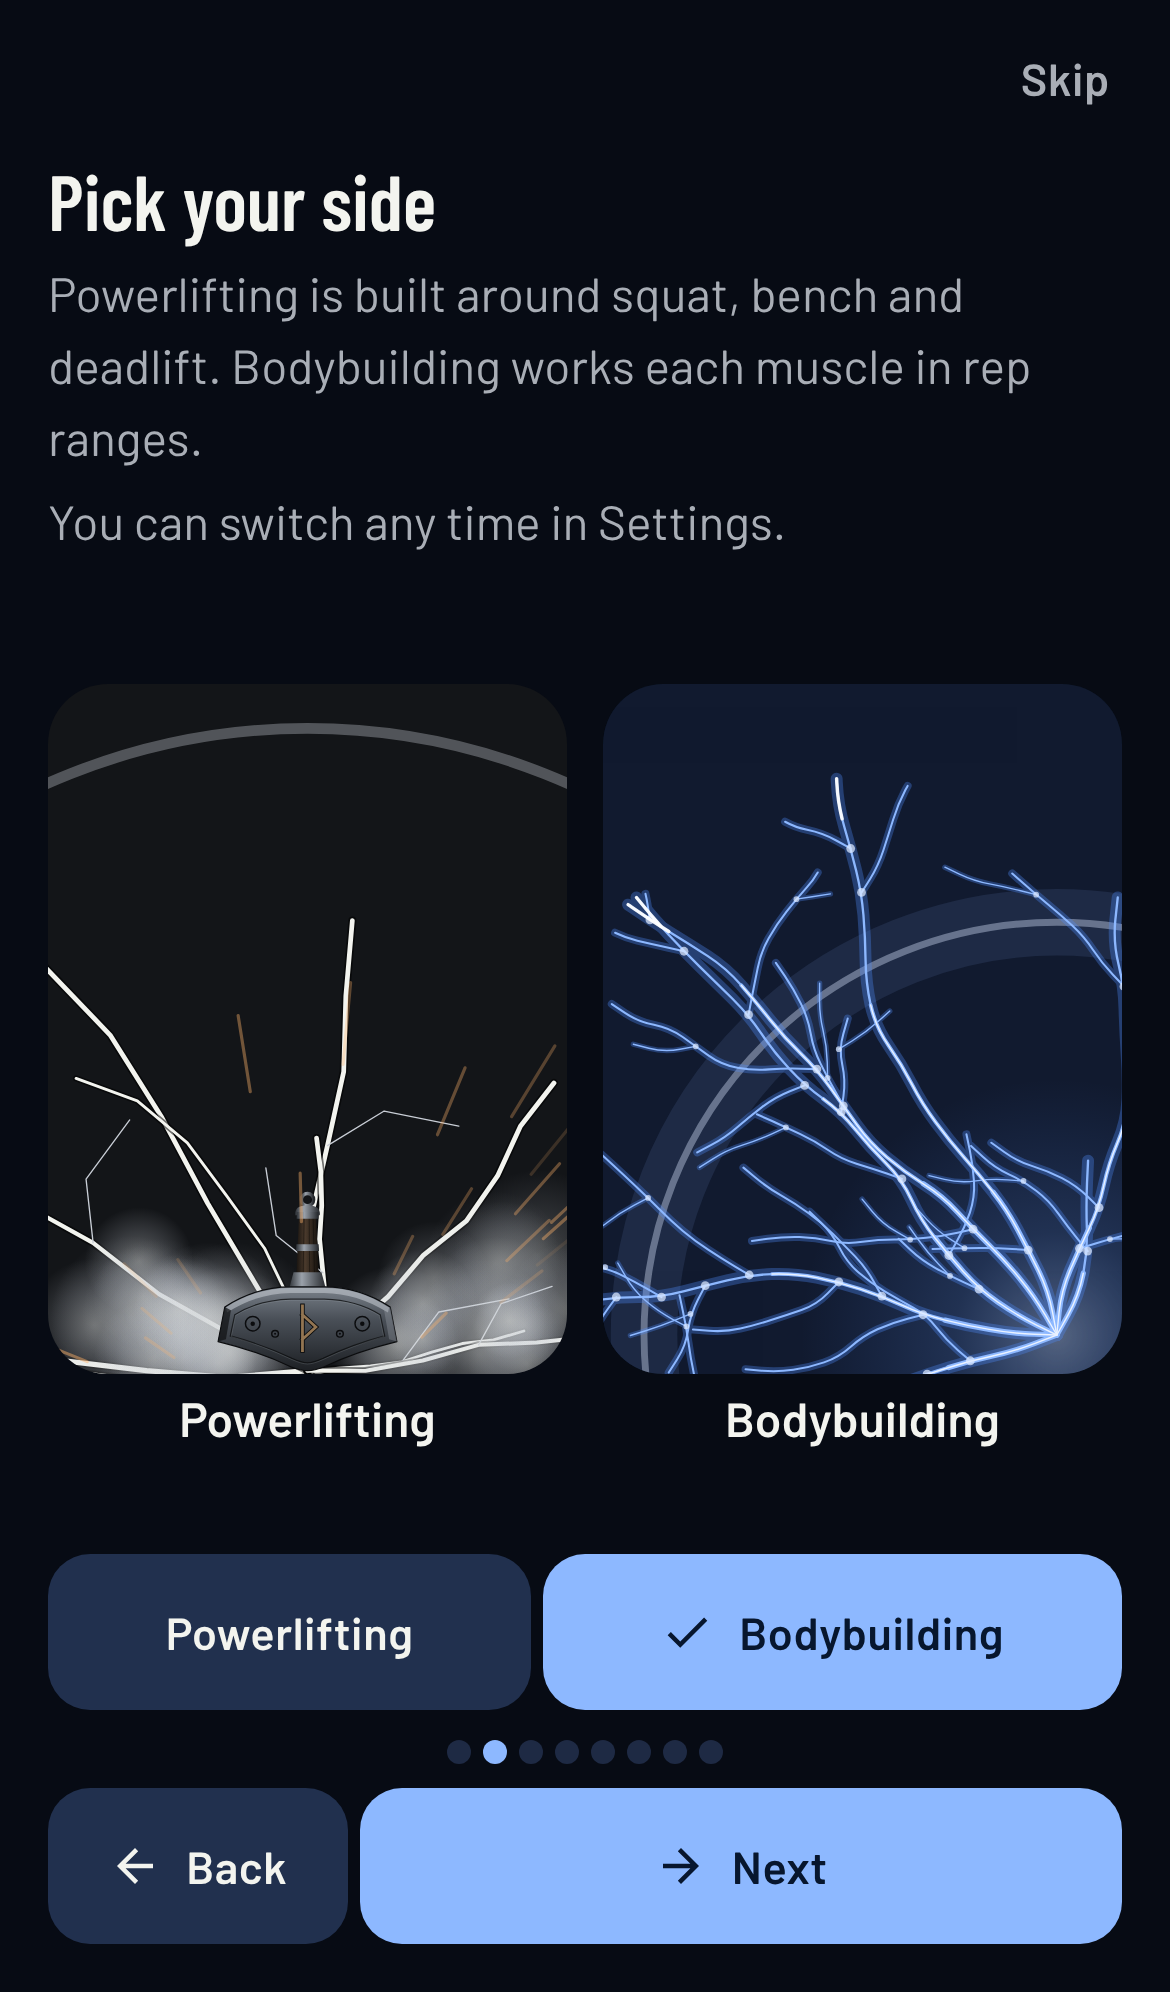 Skip
Pick your side
Powerlifting is built around squat, bench and
deadlift. Bodybuilding works each muscle in rep
ranges.
You can switch any time in Settings.
Powerlifting
Bodybuilding
Powerlifting
Bodybuilding
Back
Next